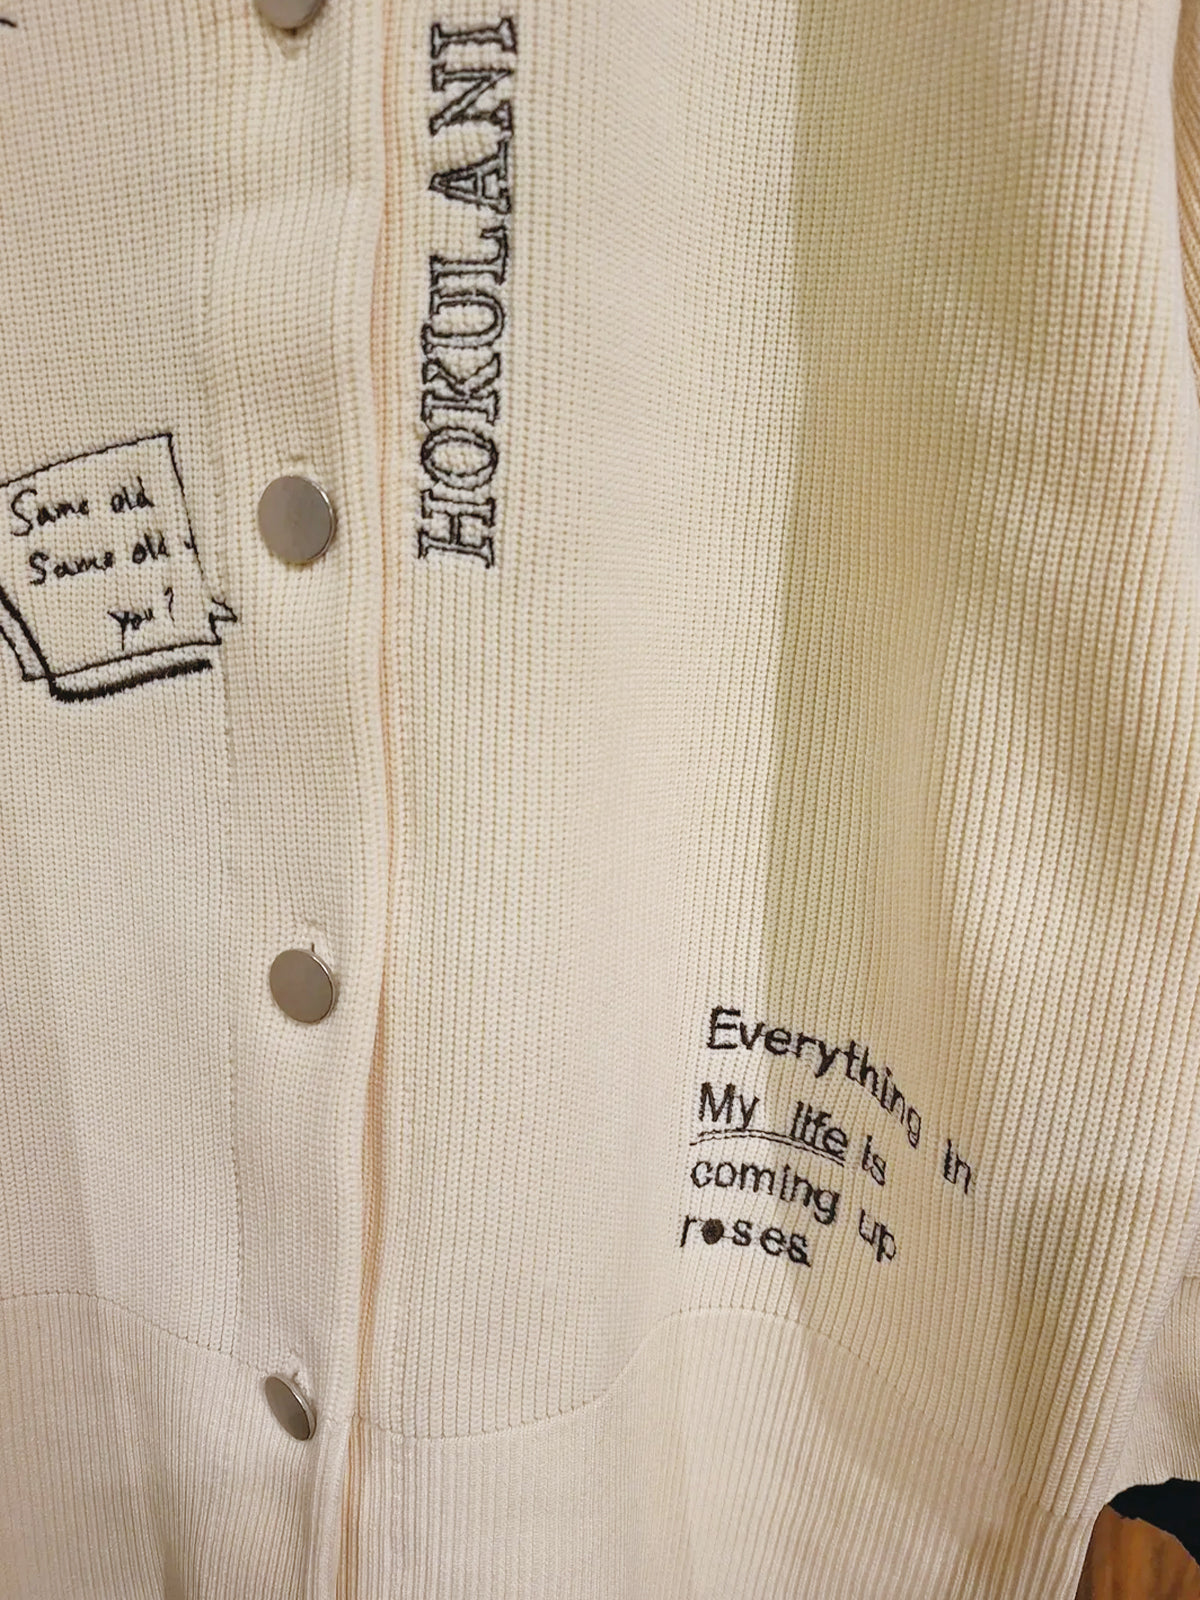 HOKULANI
Same old
Same old
you?
Everything in
My life is
coming up
roses